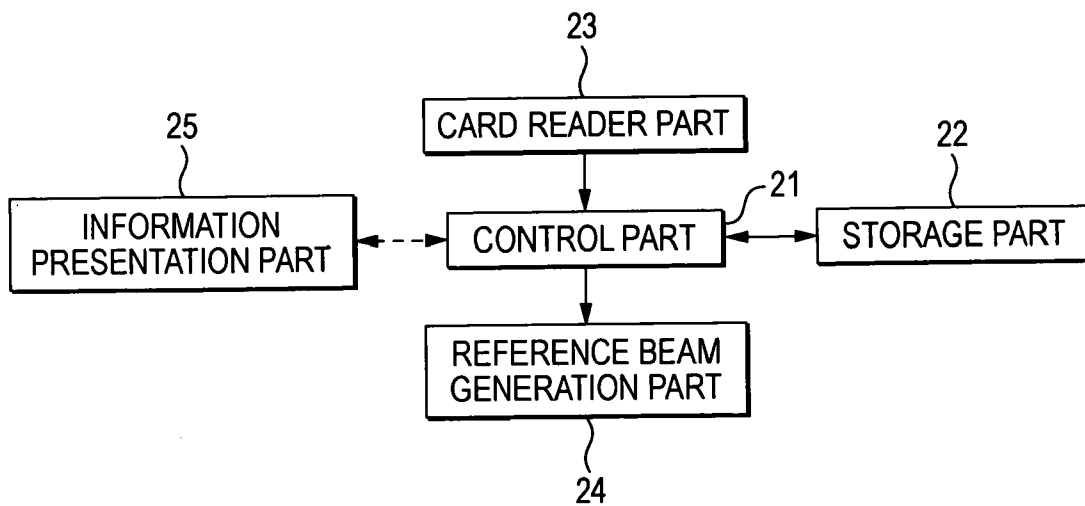 23
CARD READER PART
25
22
21
INFORMATION
PRESENTATION PART
CONTROL PART
STORAGE PART
REFERENCE BEAM
GENERATION PART
24